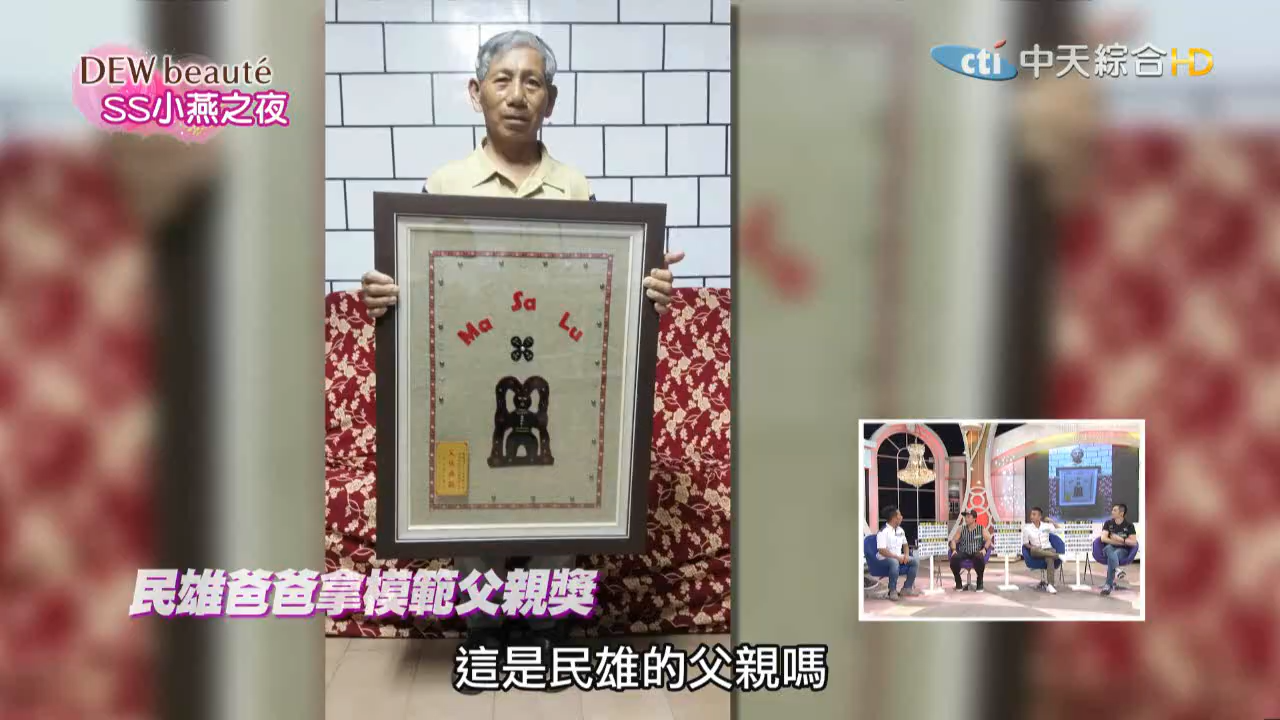 DEW beauté
SS小燕之夜
cti 中天綜合HD
Ma Sa Lu
民雄爸爸拿模範父親獎
這是民雄的父親嗎